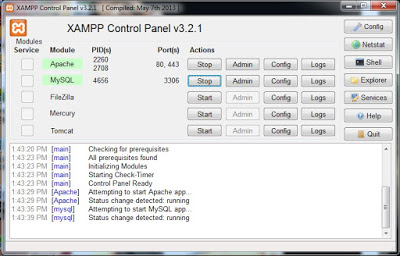 XAMPP Control Panel v3.2.1 [ Compiled: May 7th 2013 ]
XAMPP Control Panel v3.2.1
Config
Modules
Service Module PID(s) Port(s) Actions
Netstat
Apache 2260 2708 80, 443 Stop Admin Config Logs
Shell
MySQL 4656 3306 Stop Admin Config Logs
Explorer
FileZilla Start Admin Config Logs
Services
Mercury Start Admin Config Logs
Help
Tomcat Start Admin Config Logs
Quit
1:43:20 PM [main] Checking for prerequisites
1:43:23 PM [main] All prerequisites found
1:43:23 PM [main] Initializing Modules
1:43:23 PM [main] Starting Check-Timer
1:43:23 PM [main] Control Panel Ready
1:43:29 PM [Apache] Attempting to start Apache app...
1:43:29 PM [Apache] Status change detected: running
1:43:35 PM [mysql] Attempting to start MySQL app...
1:43:39 PM [mysql] Status change detected: running